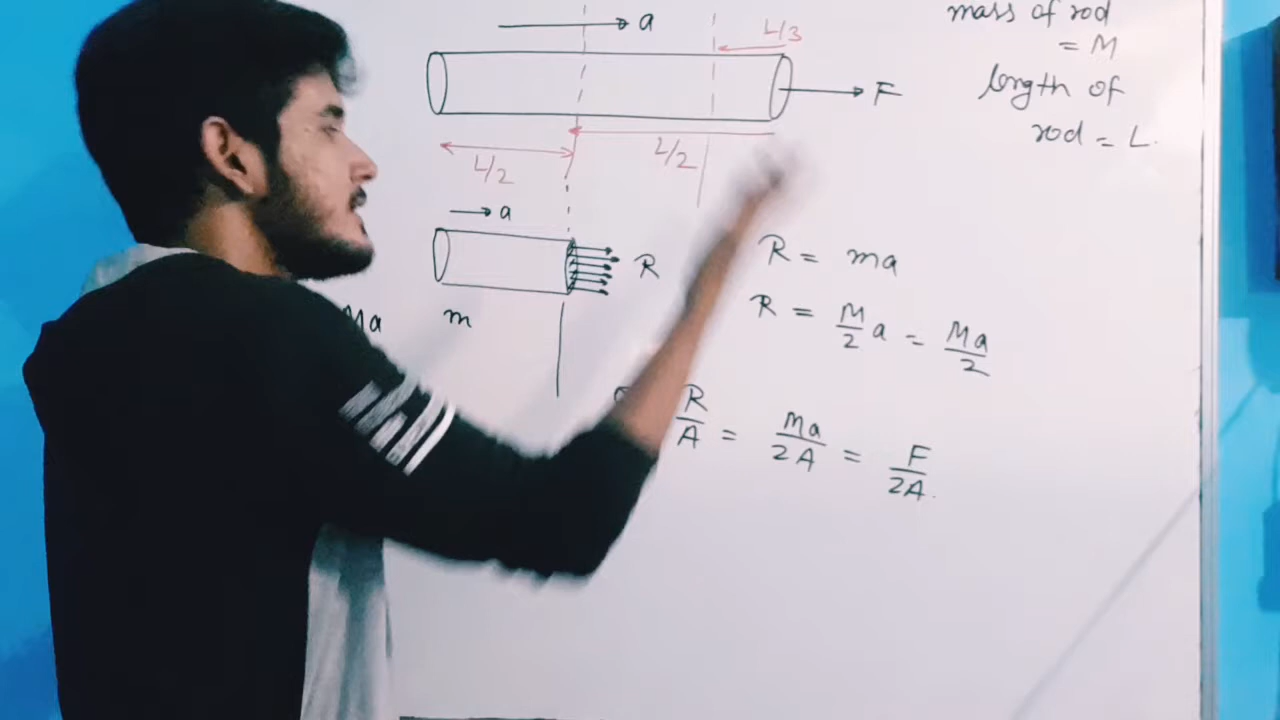 mass of rod
= M
length of
rod = L.
a
L/3
F
L/2
L/2
a
R
m
Ma
R = ma
R = M/2 a = Ma/2
R/A = Ma/2A = F/2A.